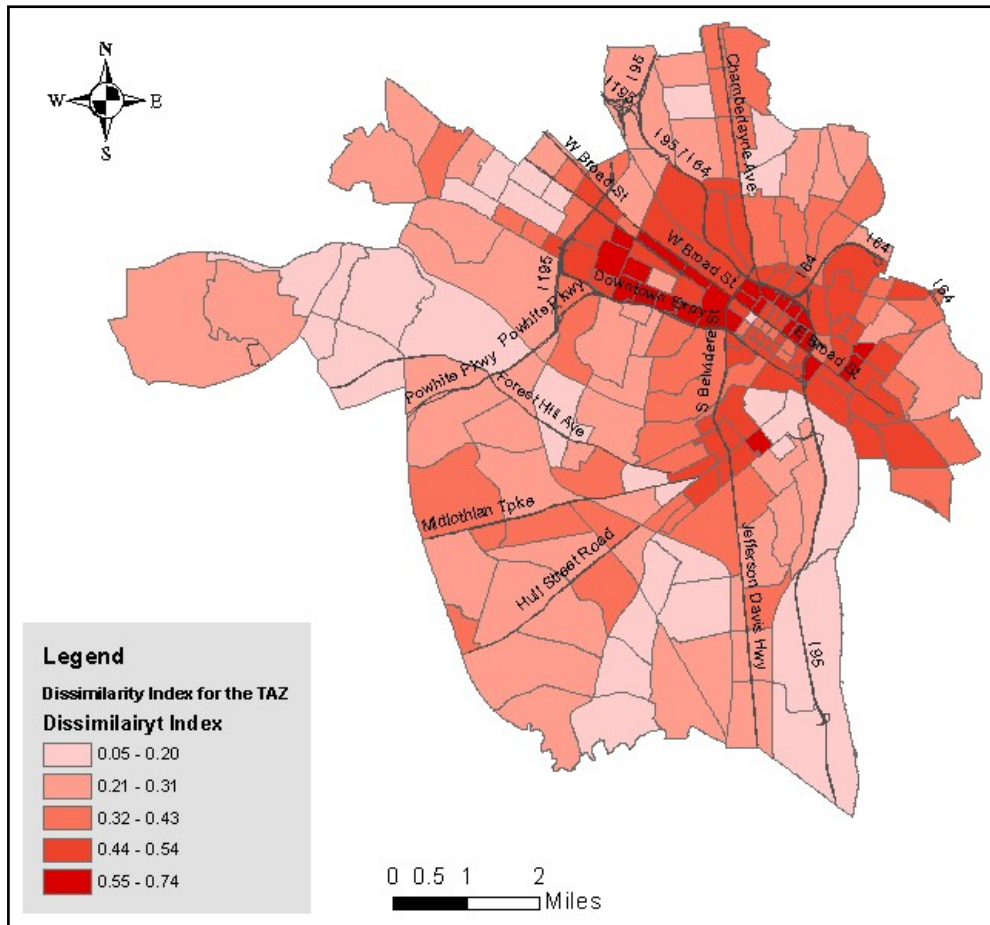 N
W E
S
I 95
I 195
I 95 / I 64
Chamberlayne Ave
W Broad St
W Broad St
I 64
I 64
I 64
I 195
Downtown Expy
E Broad St
Powhite Pkwy
Powhite Pkwy
S Belvidere St
Forest Hill Ave
Midlothian Tpke
Hull Street Road
Jefferson Davis Hwy
I 95
Legend
Dissimilarity Index for the TAZ
Dissimilairyt Index
0.05 - 0.20
0.21 - 0.31
0.32 - 0.43
0.44 - 0.54
0.55 - 0.74
0 0.5 1 2
Miles